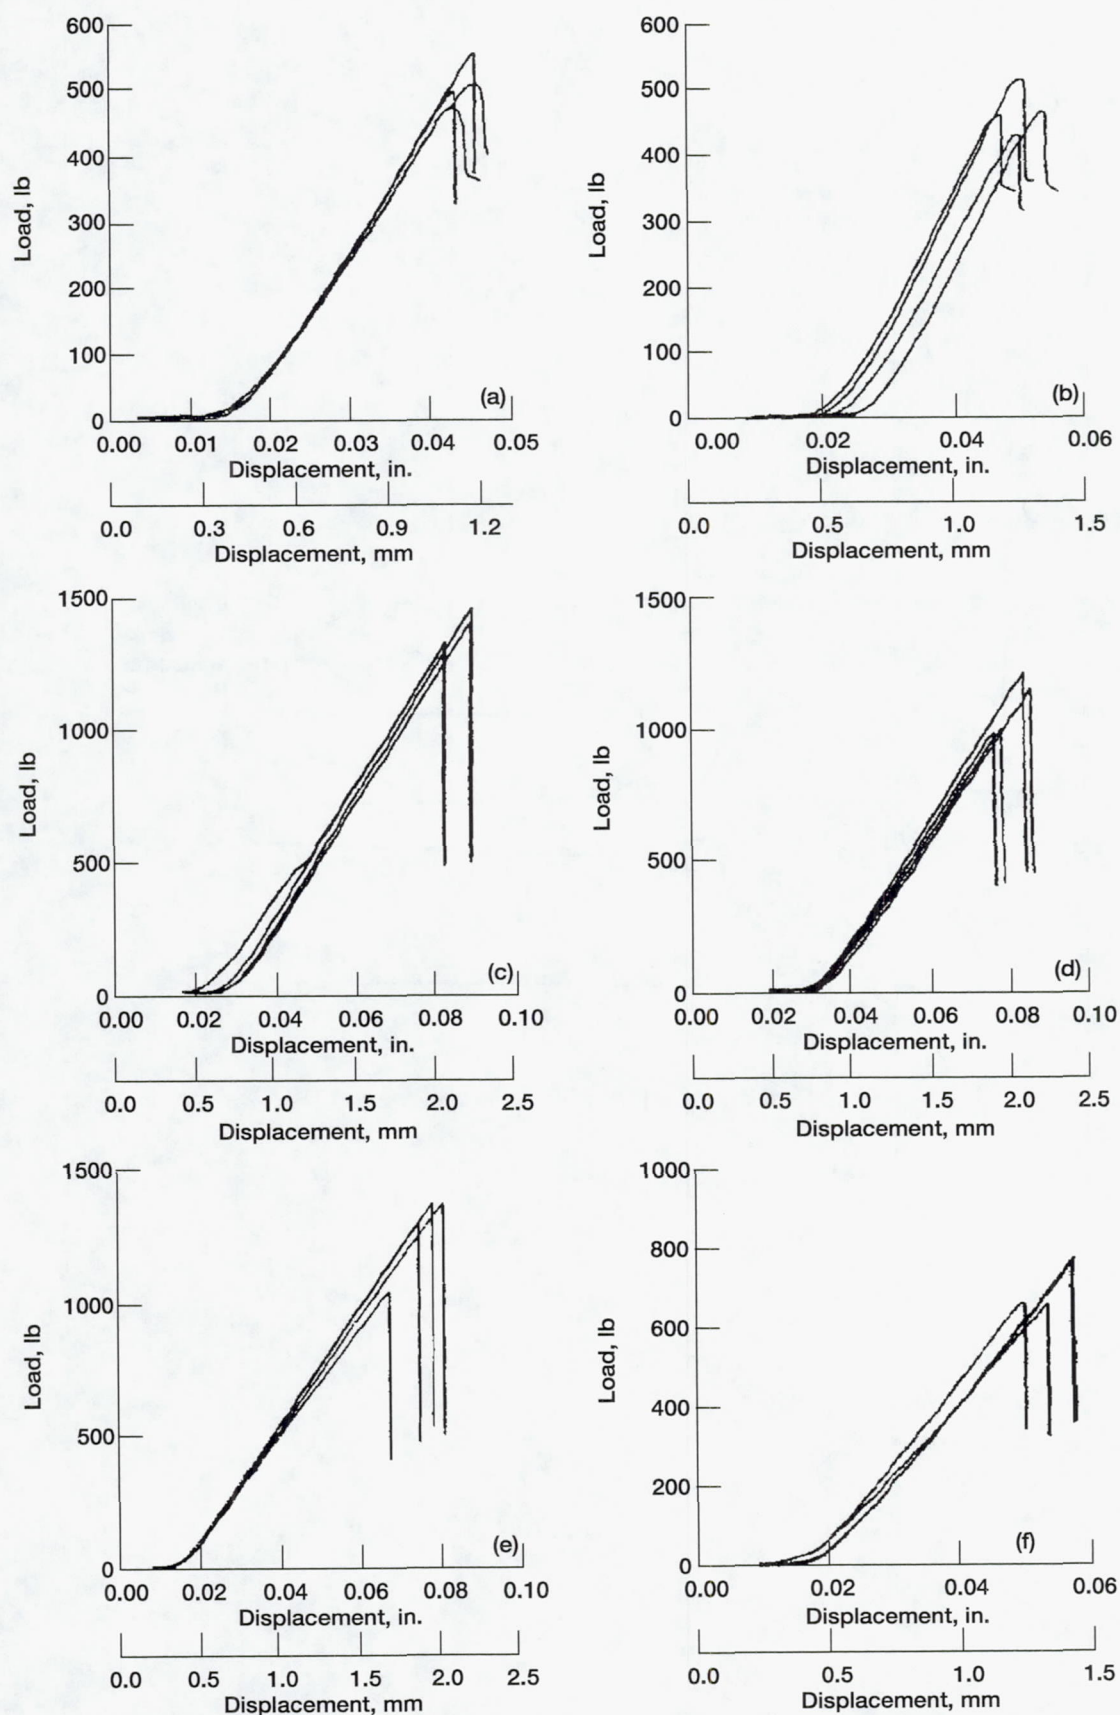 600
500
400
300
200
100
0
Load, lb
(a)
0.00 0.01 0.02 0.03 0.04 0.05
Displacement, in.
0.0 0.3 0.6 0.9 1.2
Displacement, mm
600
500
400
300
200
100
0
Load, lb
(b)
0.00 0.02 0.04 0.06
Displacement, in.
0.0 0.5 1.0 1.5
Displacement, mm
1500
1000
500
0
Load, lb
(c)
0.00 0.02 0.04 0.06 0.08 0.10
Displacement, in.
0.0 0.5 1.0 1.5 2.0 2.5
Displacement, mm
1500
1000
500
0
Load, lb
(d)
0.00 0.02 0.04 0.06 0.08 0.10
Displacement, in.
0.0 0.5 1.0 1.5 2.0 2.5
Displacement, mm
1500
1000
500
0
Load, lb
(e)
0.00 0.02 0.04 0.06 0.08 0.10
Displacement, in.
0.0 0.5 1.0 1.5 2.0 2.5
Displacement, mm
1000
800
600
400
200
0
Load, lb
(f)
0.00 0.02 0.04 0.06
Displacement, in.
0.0 0.5 1.0 1.5
Displacement, mm